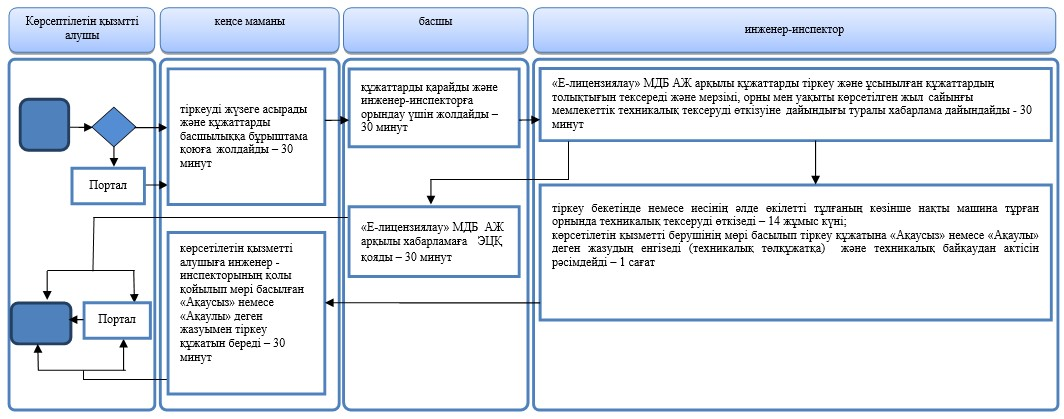 Көрсептілетін қызмтті
алушы
кеңсе маманы
басшы
инженер-инспектор
тіркеуді жүзеге асырады
және құжаттарды
басшылыққа бұрыштама
қоюға жолдайды – 30
минут
құжаттарды қарайды және
инженер-инспекторға
орындау үшін жолдайды –
30 минут
«Е-лицензиялау» МДБ АЖ арқылы құжаттарды тіркеу және ұсынылған құжаттардың
толықтығын тексереді және мерзімі, орны мен уақыты көрсетілген жыл сайынғы
мемлекеттік техникалық тексеруді өткізуіне дайындығы туралы хабарлама дайындайды - 30
минут
Портал
«Е-лицензиялау» МДБ АЖ
арқылы хабарламаға ЭЦҚ
қояды – 30 минут
тіркеу бекетінде немесе иесінің әлде өкілетті тұлғаның көзінше нақты машина тұрған
орнында техникалық тексеруді өткізеді – 14 жұмыс күні;
көрсетілетін қызметті берушінің мөрі басылып тіркеу құжатына «Ақаусыз» немесе «Ақаулы»
деген жазудың енгізеді (техникалық төлқұжатқа) және техникалық байқаудан актісін
рәсімдейді – 1 сағат
көрсетілетін қызметті
алушыға инженер -
инспекторының қолы
қойылып мөрі басылған
«Ақаусыз» немесе
«Ақаулы» деген
жазуымен тіркеу
құжатын береді – 30
минут
Портал